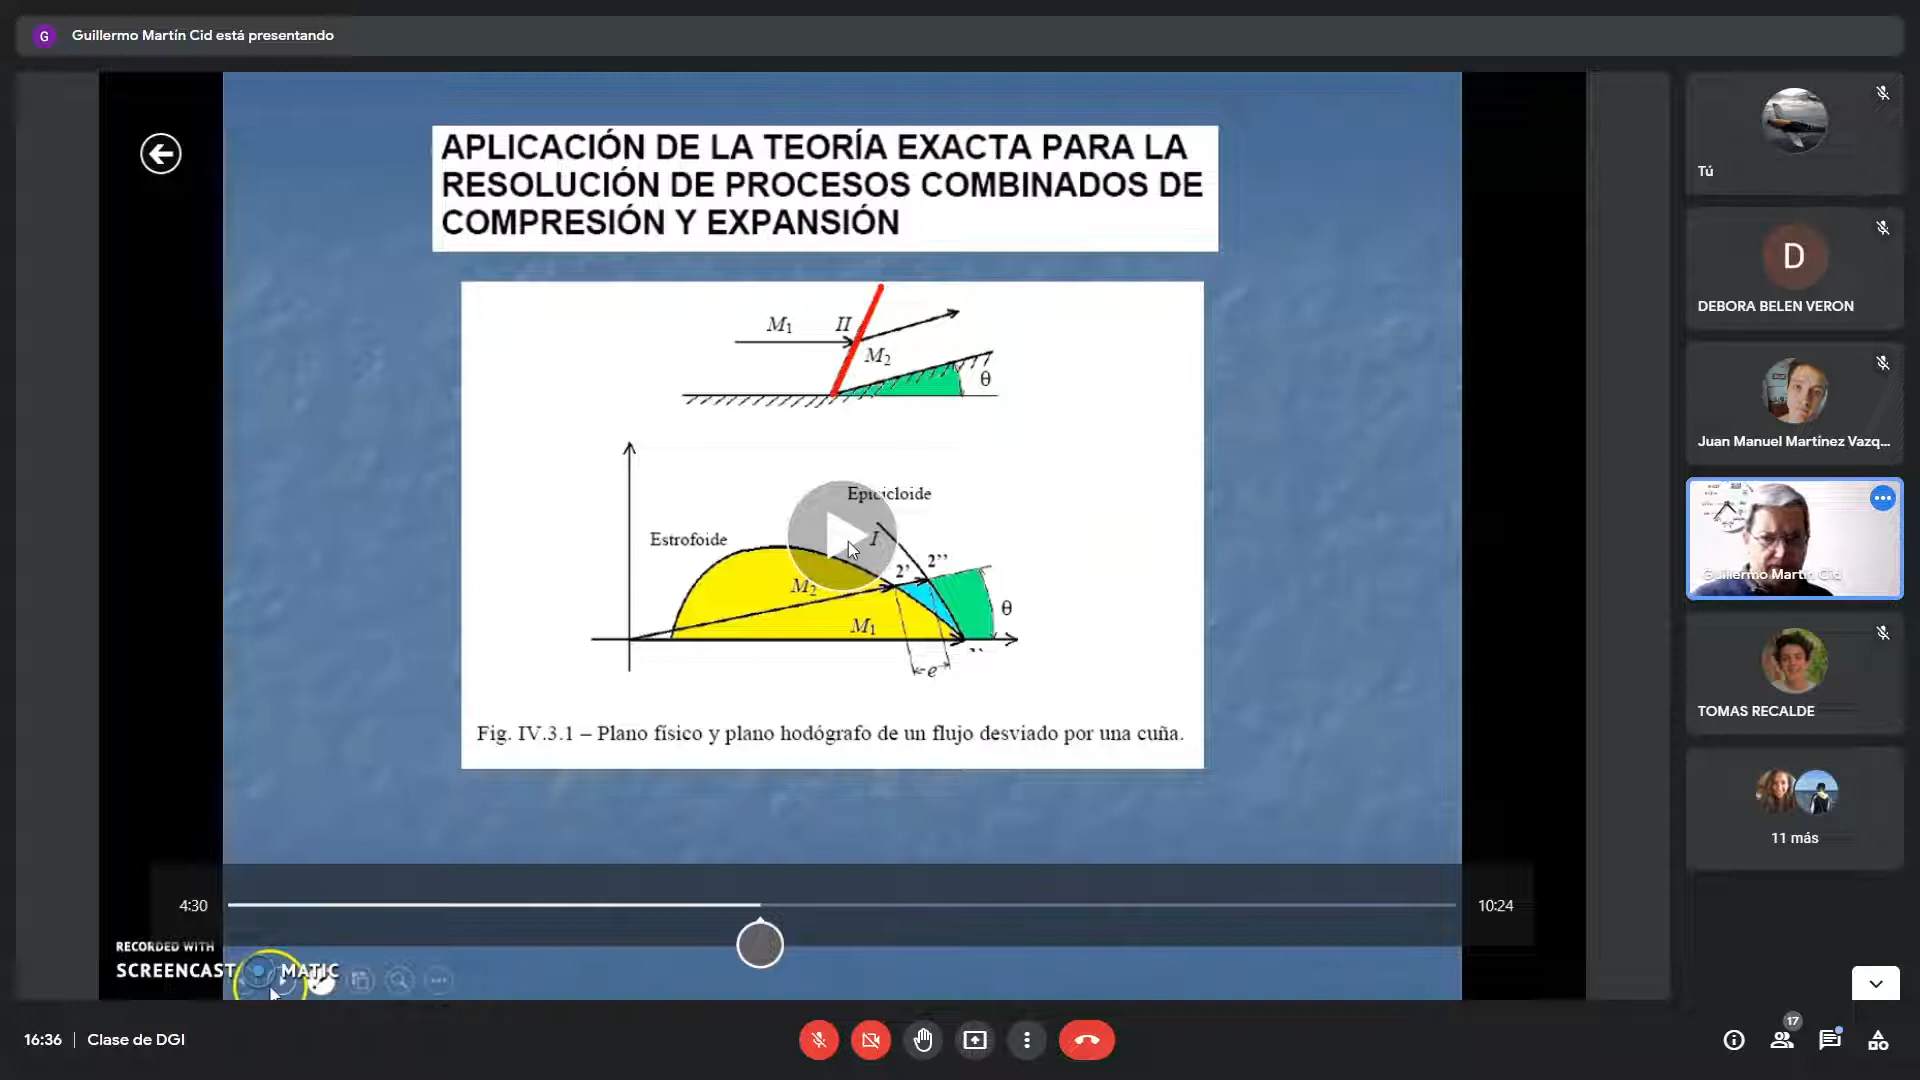 G Guillermo Martín Cid está presentando
APLICACIÓN DE LA TEORÍA EXACTA PARA LA
RESOLUCIÓN DE PROCESOS COMBINADOS DE
COMPRESIÓN Y EXPANSIÓN
M1 II
M2
θ
Epicicloide
Estrofoide
I
2' 2''
M2
θ
M1
e
Fig. IV.3.1 – Plano físico y plano hodógrafo de un flujo desviado por una cuña.
4:30
10:24
RECORDED WITH
SCREENCAST MATIC
Tú
D
DEBORA BELEN VERON
Juan Manuel Martínez Vazq...
Guillermo Martín Cid
TOMAS RECALDE
11 más
16:36 | Clase de DGI
17